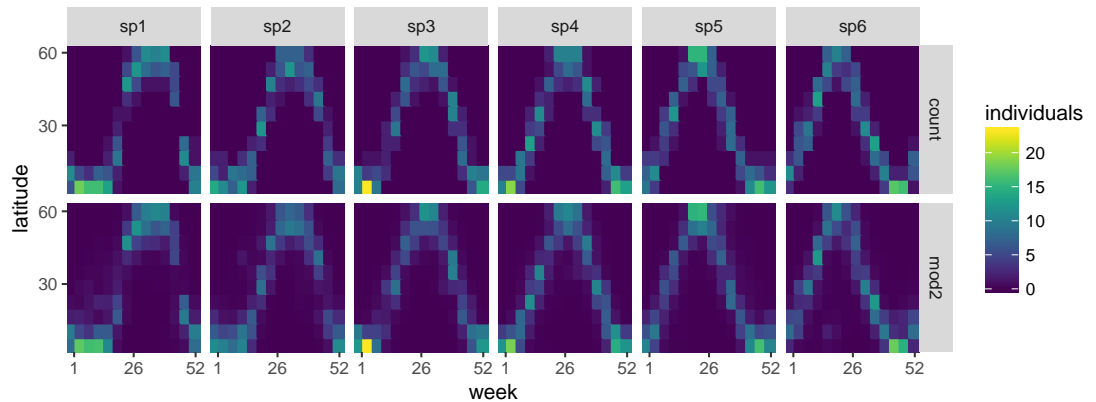 sp1 sp2 sp3 sp4 sp5 sp6
60
30
count
60
30
mod2
latitude
1 26 52 1 26 52 1 26 52 1 26 52 1 26 52 1 26 52
week
individuals
20
15
10
5
0